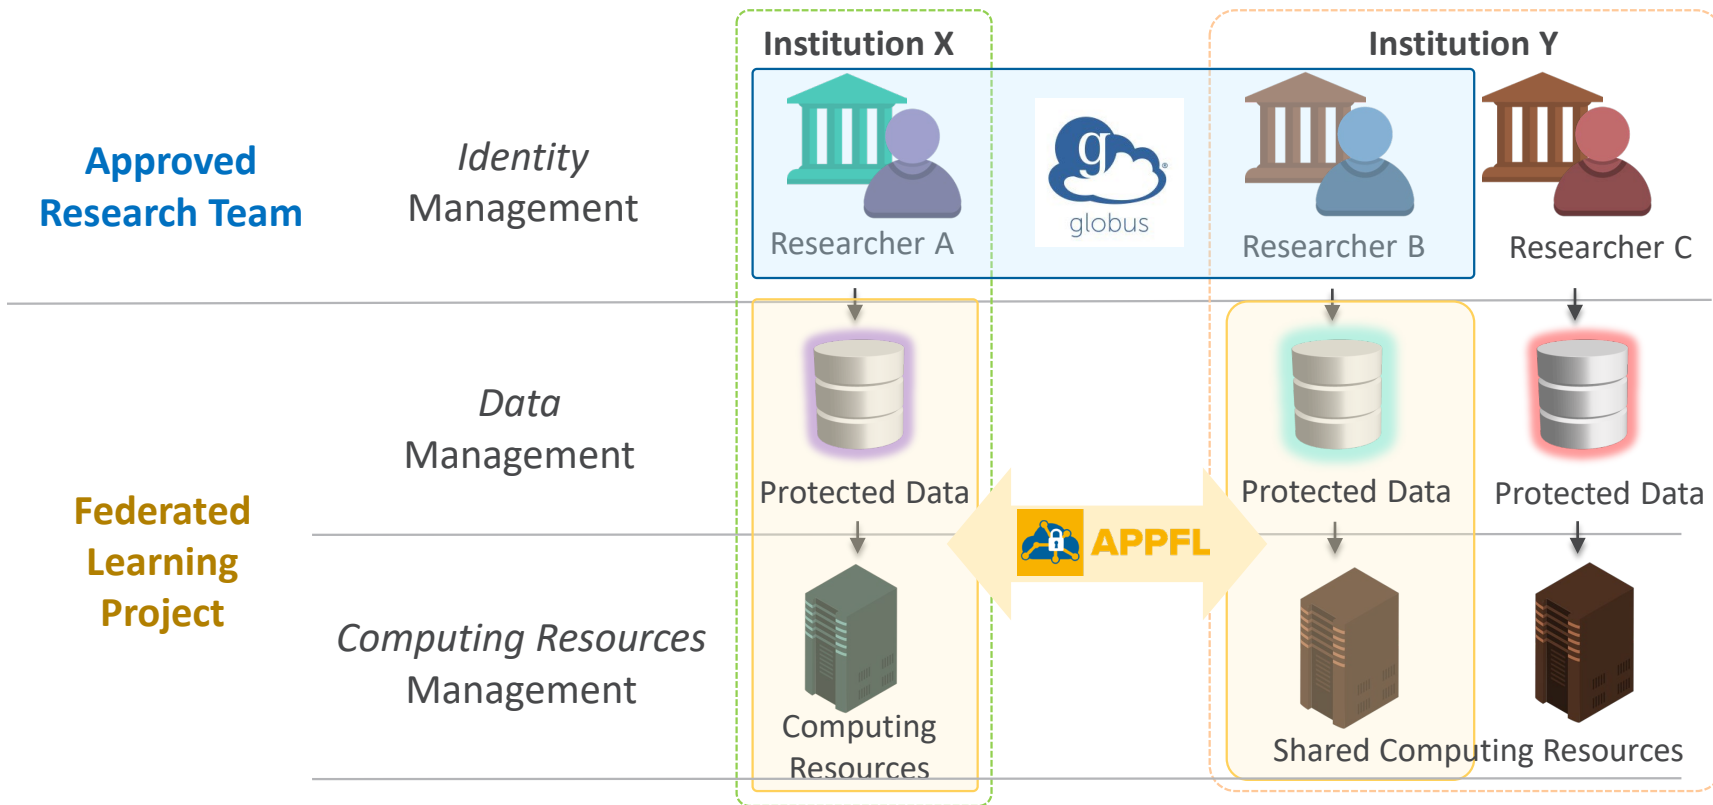 Institution X
Institution Y
Approved
Research Team
Identity
Management
Researcher A
g
®
globus
Researcher B
Researcher C
Federated
Learning
Project
Data
Management
Protected Data
Protected Data
Protected Data
APPFL
Computing Resources
Management
Computing
Resources
Shared Computing Resources